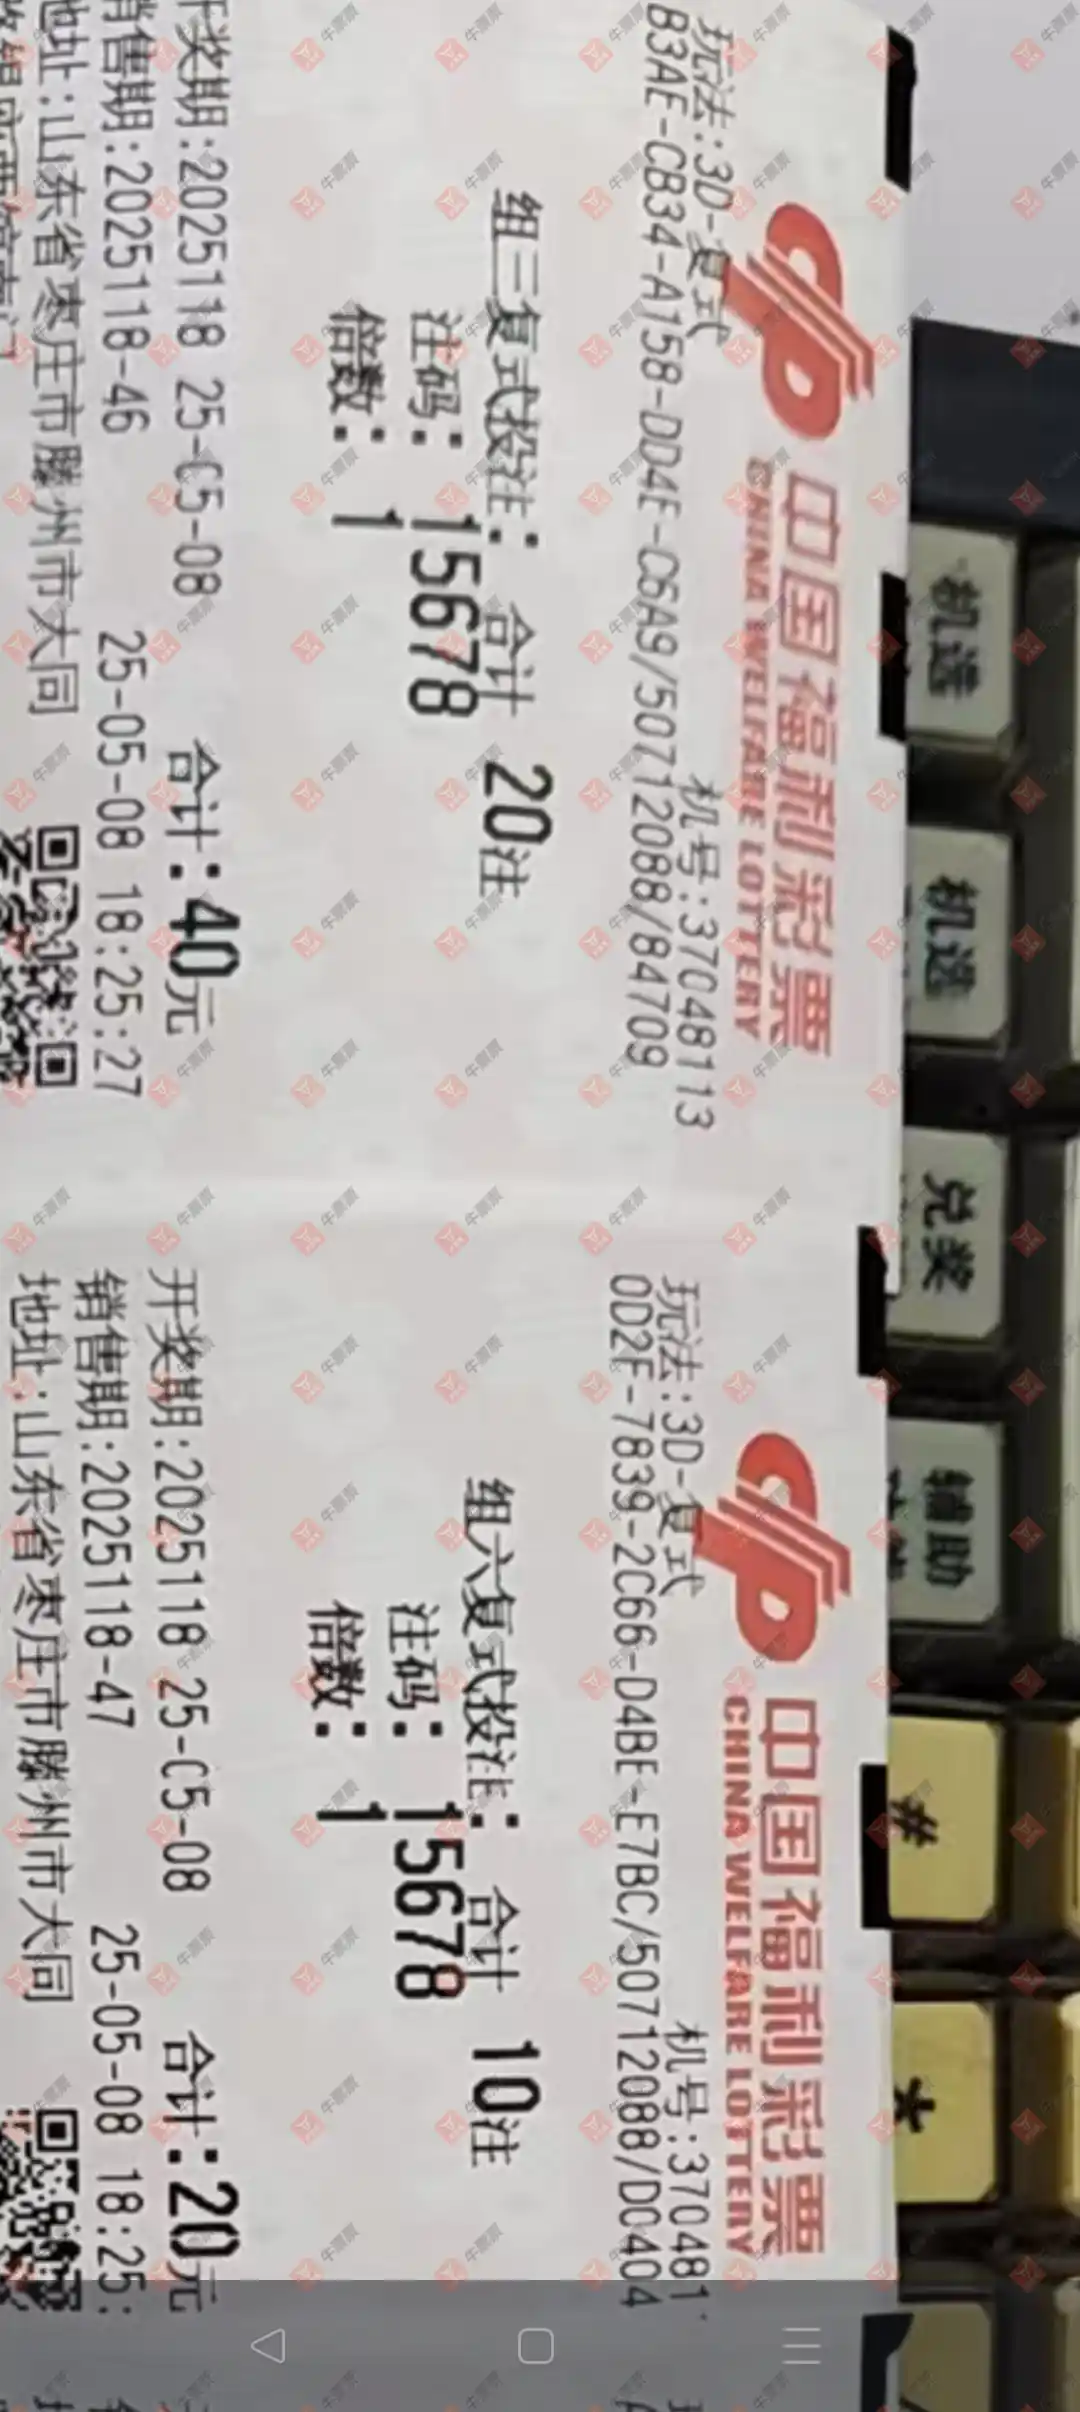 中国福利彩票
CHINA WELFARE LOTTERY
玩法:3D-复式
机号:37048113
B3AE-CB34-A158-DD4E-C6A9/50712088/84709
组三复式投注: 合计 20注
注码: 15678
倍数: 1
开奖期:2025118 25-05-08 合计:40元
销售期:2025118-46 25-05-08 18:25:27
地址:山东省枣庄市滕州市大同
中国福利彩票
CHINA WELFARE LOTTERY
玩法:3D-复式
机号:3704811
0D2F-7839-2C66-D4BE-E7BC/50712088/D0404
组六复式投注: 合计 10注
注码: 15678
倍数: 1
开奖期:2025118 25-05-08 合计:20元
销售期:2025118-47 25-05-08 18:25:
地址:山东省枣庄市滕州市大同
机选
机选
兑奖
辅助
#
*
牛票票